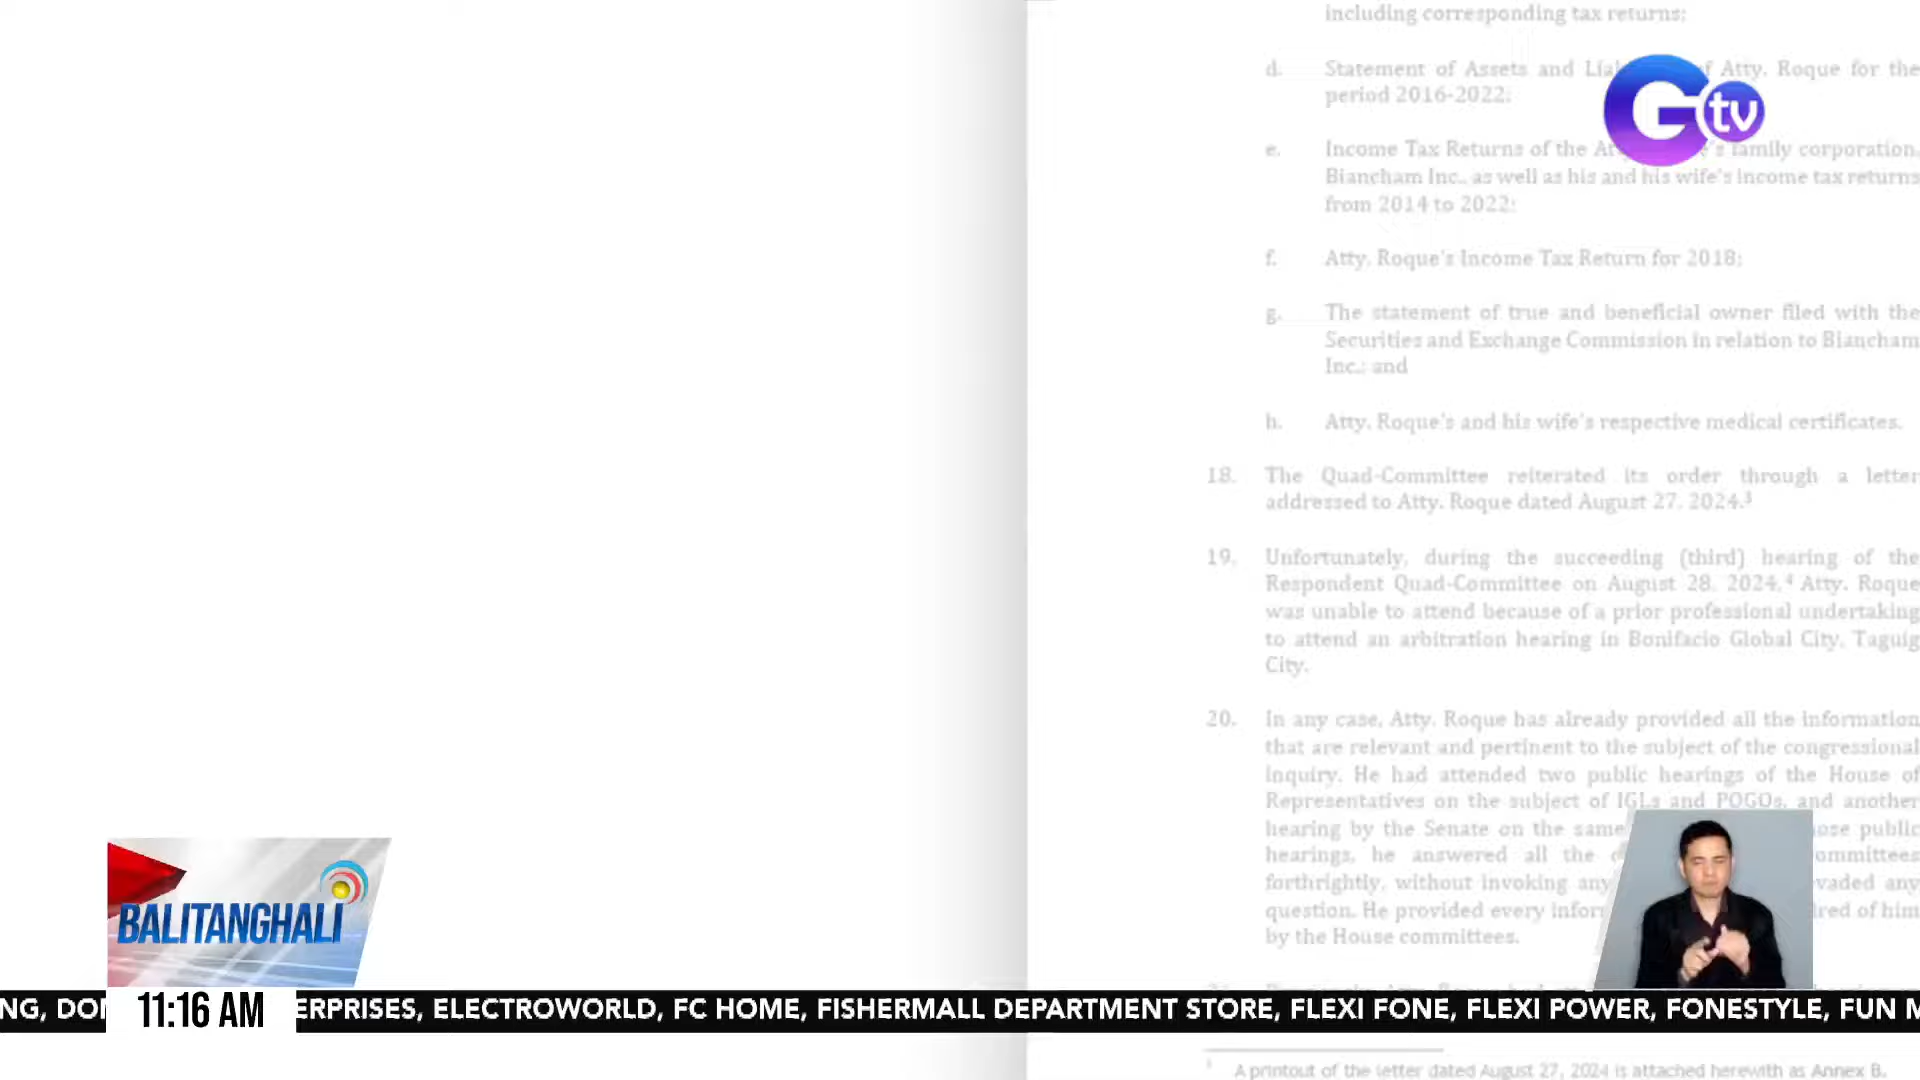 including corresponding tax returns;
d. Statement of Assets and of Atty. Roque for the
period 2016-2022;
e. Income Tax Returns of the family corporation,
Biancham Inc., as well as his and his wife's income tax returns
from 2014 to 2022;
f. Atty. Roque's Income Tax Return for 2018;
g. The statement of true and beneficial owner filed with the
Securities and Exchange Commission in relation to Biancham
Inc.; and
h. Atty. Roque's and his wife's respective medical certificates.
18. The Quad-Committee reiterated its order through a letter
addressed to Atty. Roque dated August 27, 2024.³
19. Unfortunately, during the succeeding (third) hearing of the
Respondent Quad-Committee on August 28, 2024,⁴ Atty. Roque
was unable to attend because of a prior professional undertaking
to attend an arbitration hearing in Bonifacio Global City, Taguig
City.
20. In any case, Atty. Roque has already provided all the information
that are relevant and pertinent to the subject of the congressional
inquiry. He had attended two public hearings of the House of
Representatives on the subject of IGLs and POGOs, and another
hearing by the Senate on the same public
hearings, he answered all the
forthrightly, without invoking any any
question. He provided every of him
by the House committees.
³ A printout of the letter dated August 27, 2024 is attached herewith as Annex B.
G tv
BALITANGHALI
11:16 AM
NG, ERPRISES, ELECTROWORLD, FC HOME, FISHERMALL DEPARTMENT STORE, FLEXI FONE, FLEXI POWER, FONESTYLE, FUN